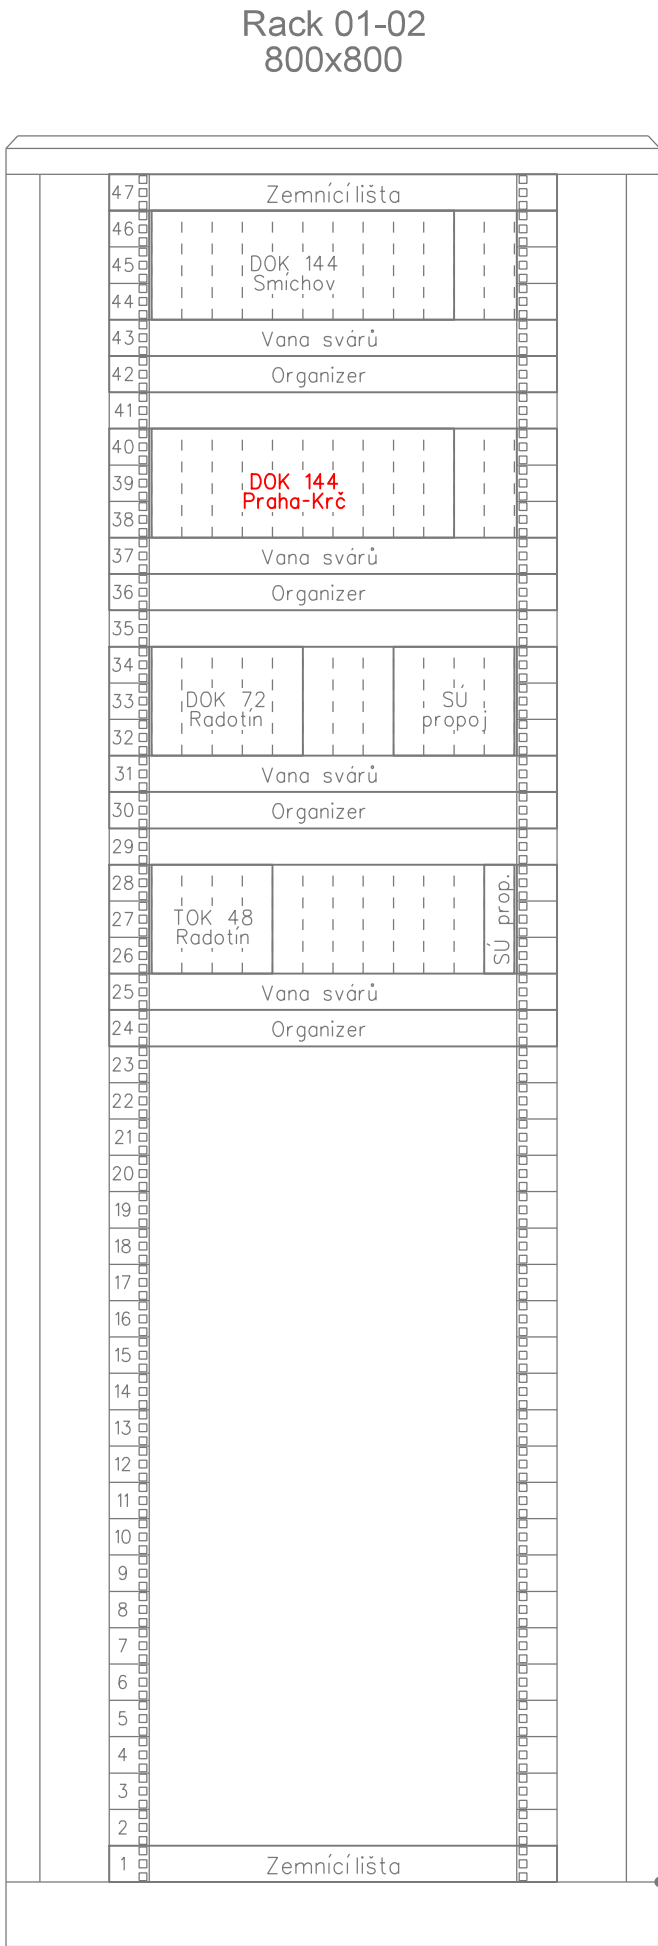 Rack 01-02
800x800
47 Zemnící lišta
46
45 DOK 144
Smíchov
44
43 Vana svárů
42 Organizer
41
40
39 DOK 144
Praha-Krč
38
37 Vana svárů
36 Organizer
35
34
33 DOK 72 SÚ
Radotín propoj
32
31 Vana svárů
30 Organizer
29
28
27 TOK 48 SÚ prop.
Radotín
26
25 Vana svárů
24 Organizer
23
22
21
20
19
18
17
16
15
14
13
12
11
10
9
8
7
6
5
4
3
2
1 Zemnící lišta